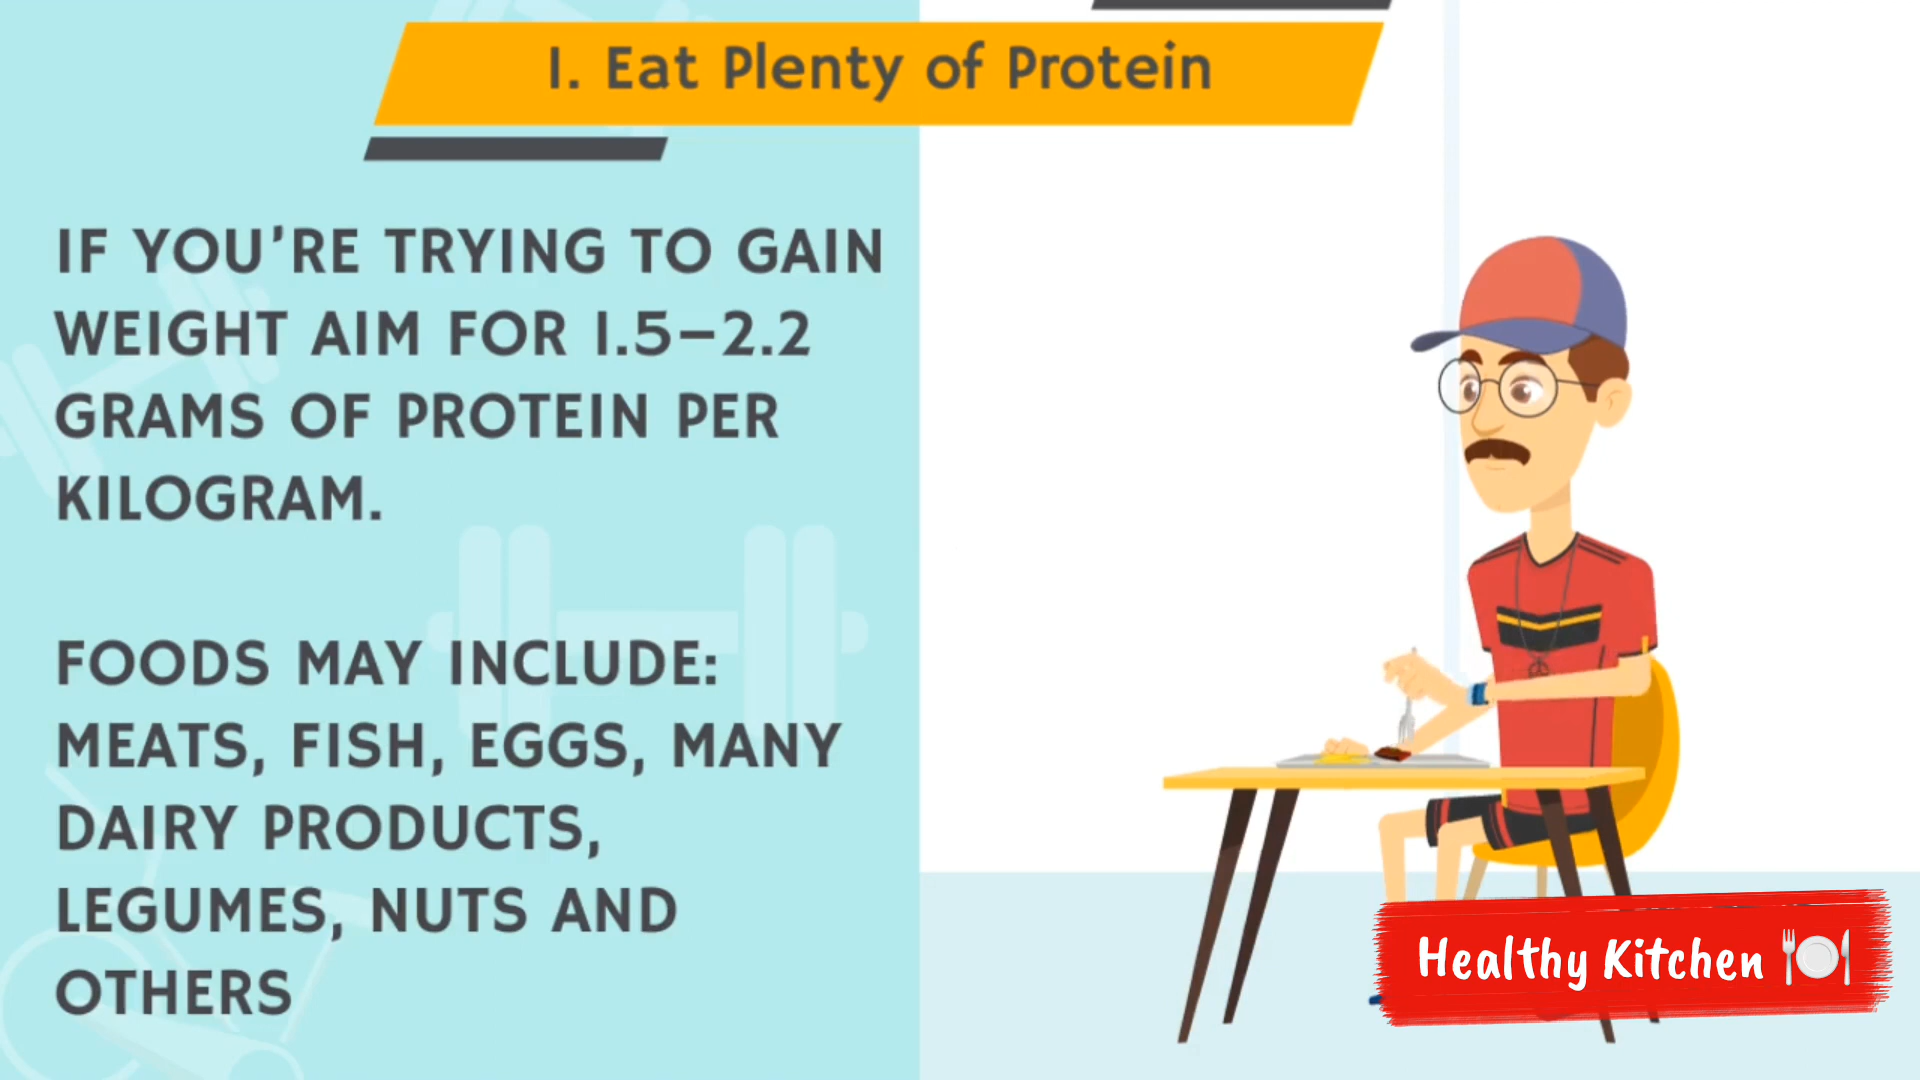 1. Eat Plenty of Protein
IF YOU'RE TRYING TO GAIN
WEIGHT AIM FOR 1.5–2.2
GRAMS OF PROTEIN PER
KILOGRAM.
FOODS MAY INCLUDE:
MEATS, FISH, EGGS, MANY
DAIRY PRODUCTS,
LEGUMES, NUTS AND
OTHERS
Healthy Kitchen 🍽️